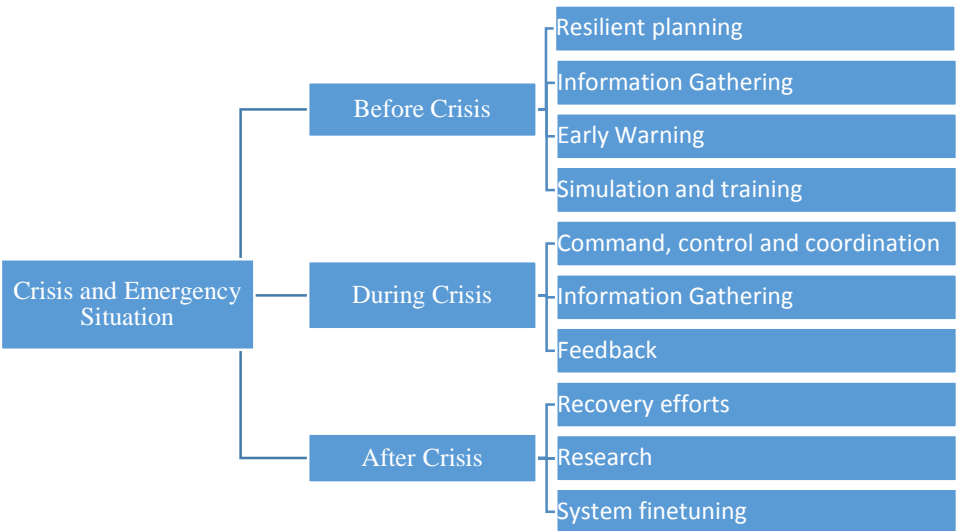 Crisis and Emergency
Situation
Before Crisis
Resilient planning
Information Gathering
Early Warning
Simulation and training
During Crisis
Command, control and coordination
Information Gathering
Feedback
After Crisis
Recovery efforts
Research
System finetuning